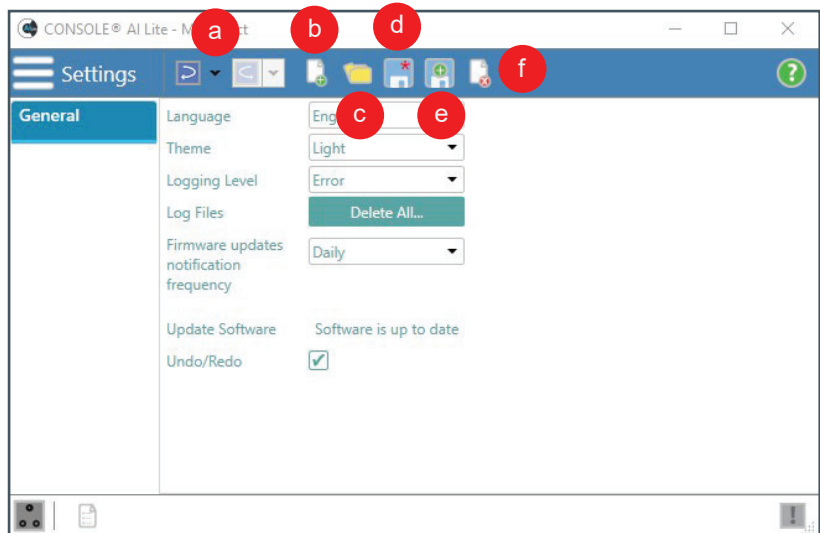 CONSOLE® AI Lite - M ct
a
b
d
Settings
f
?
General
Language
Eng
c
e
Theme
Light
Logging Level
Error
Log Files
Delete All...
Firmware updates
notification
frequency
Daily
Update Software
Software is up to date
Undo/Redo